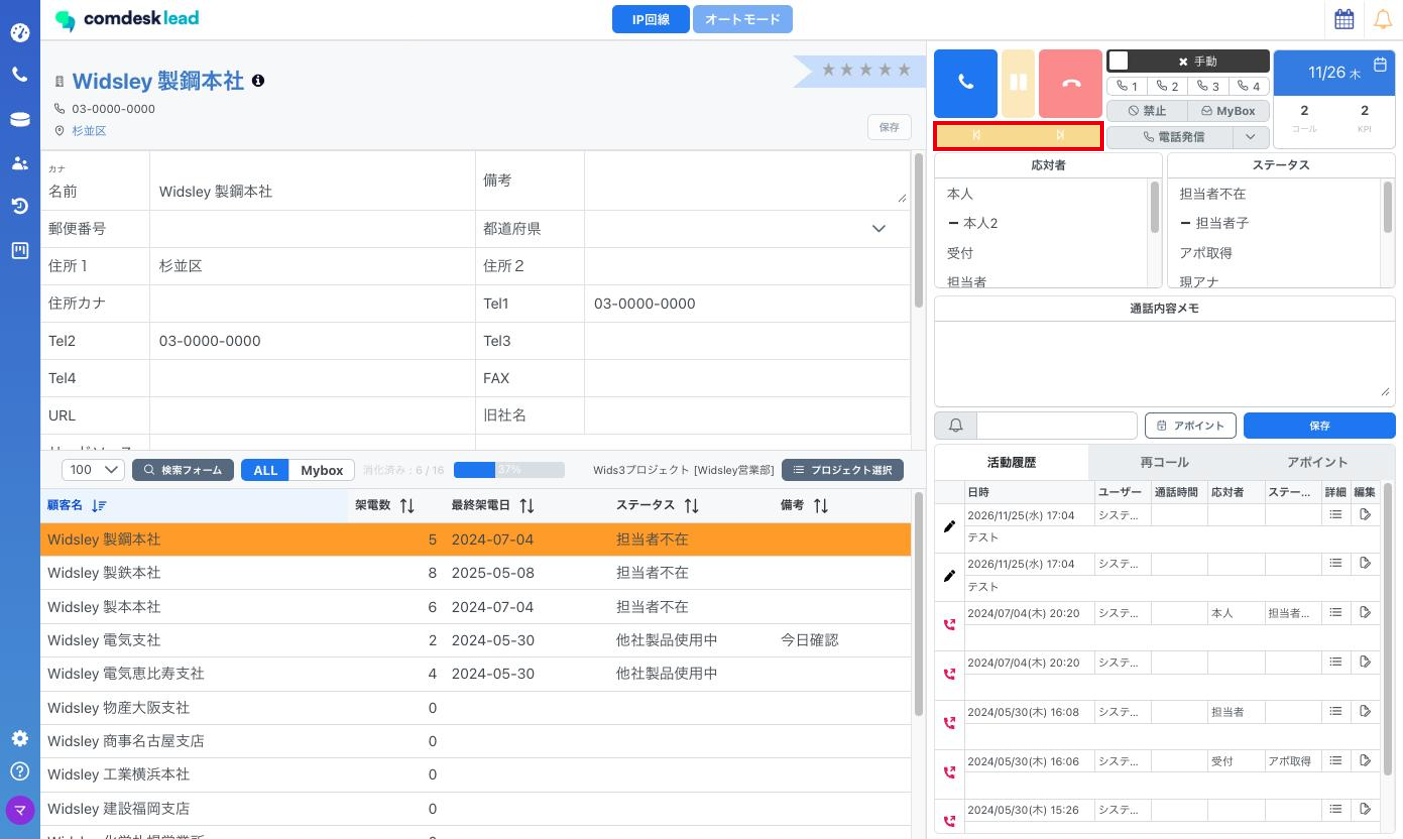 comdesk lead
IP回線
オートモード
Widsley 製鋼本社
03-0000-0000
杉並区
保存
カナ
名前
Widsley 製鋼本社
備考
郵便番号
都道府県
住所１
杉並区
住所２
住所カナ
Tel1
03-0000-0000
Tel2
03-0000-0000
Tel3
Tel4
FAX
URL
旧社名
100
検索フォーム
ALL
Mybox
消化済み : 6 / 16
37%
Wids3プロジェクト [Widsley営業部]
プロジェクト選択
顧客名 架電数 最終架電日 ステータス 備考
Widsley 製鋼本社 5 2024-07-04 担当者不在
Widsley 製鉄本社 8 2025-05-08 担当者不在
Widsley 製本本社 6 2024-07-04 担当者不在
Widsley 電気支社 2 2024-05-30 他社製品使用中 今日確認
Widsley 電気恵比寿支社 4 2024-05-30 他社製品使用中
Widsley 物産大阪支社 0
Widsley 商事名古屋支店 0
Widsley 工業横浜本社 0
Widsley 建設福岡支店 0
マ
手動
1 2 3 4
禁止
MyBox
電話発信
11/26 木
2 2
コール KPI
応対者
本人
ー 本人2
受付
担当者
ステータス
担当者不在
ー 担当者子
アポ取得
現アナ
通話内容メモ
アポイント
保存
活動履歴 再コール アポイント
日時 ユーザー 通話時間 応対者 ステー... 詳細 編集
2026/11/25(水) 17:04 システ...
テスト
2026/11/25(水) 17:04 システ...
テスト
2024/07/04(木) 20:20 システ... 本人 担当者...
2024/07/04(木) 20:20 システ...
2024/05/30(木) 16:08 システ... 担当者
2024/05/30(木) 16:06 システ... 受付 アポ取得
2024/05/30(木) 15:26 システ...